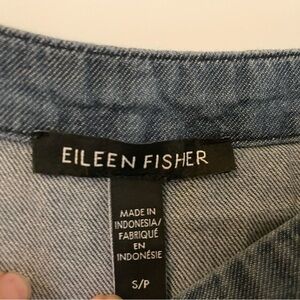 EILEEN FISHER
MADE IN
INDONESIA/
FABRIQUÉ
EN
INDONÉSIE
S/P